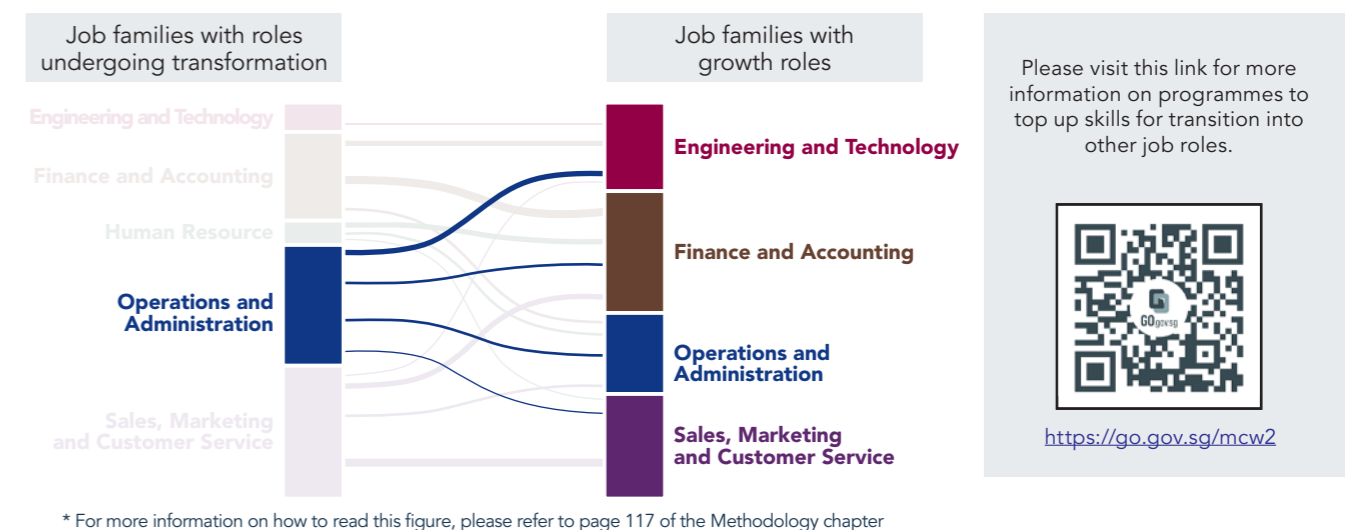 Job families with roles
undergoing transformation
Job families with
growth roles
Engineering and Technology
Finance and Accounting
Human Resource
Operations and
Administration
Sales, Marketing
and Customer Service
Engineering and Technology
Finance and Accounting
Operations and
Administration
Sales, Marketing
and Customer Service
Please visit this link for more
information on programmes to
top up skills for transition into
other job roles.
GOgovsg
https://go.gov.sg/mcw2
* For more information on how to read this figure, please refer to page 117 of the Methodology chapter